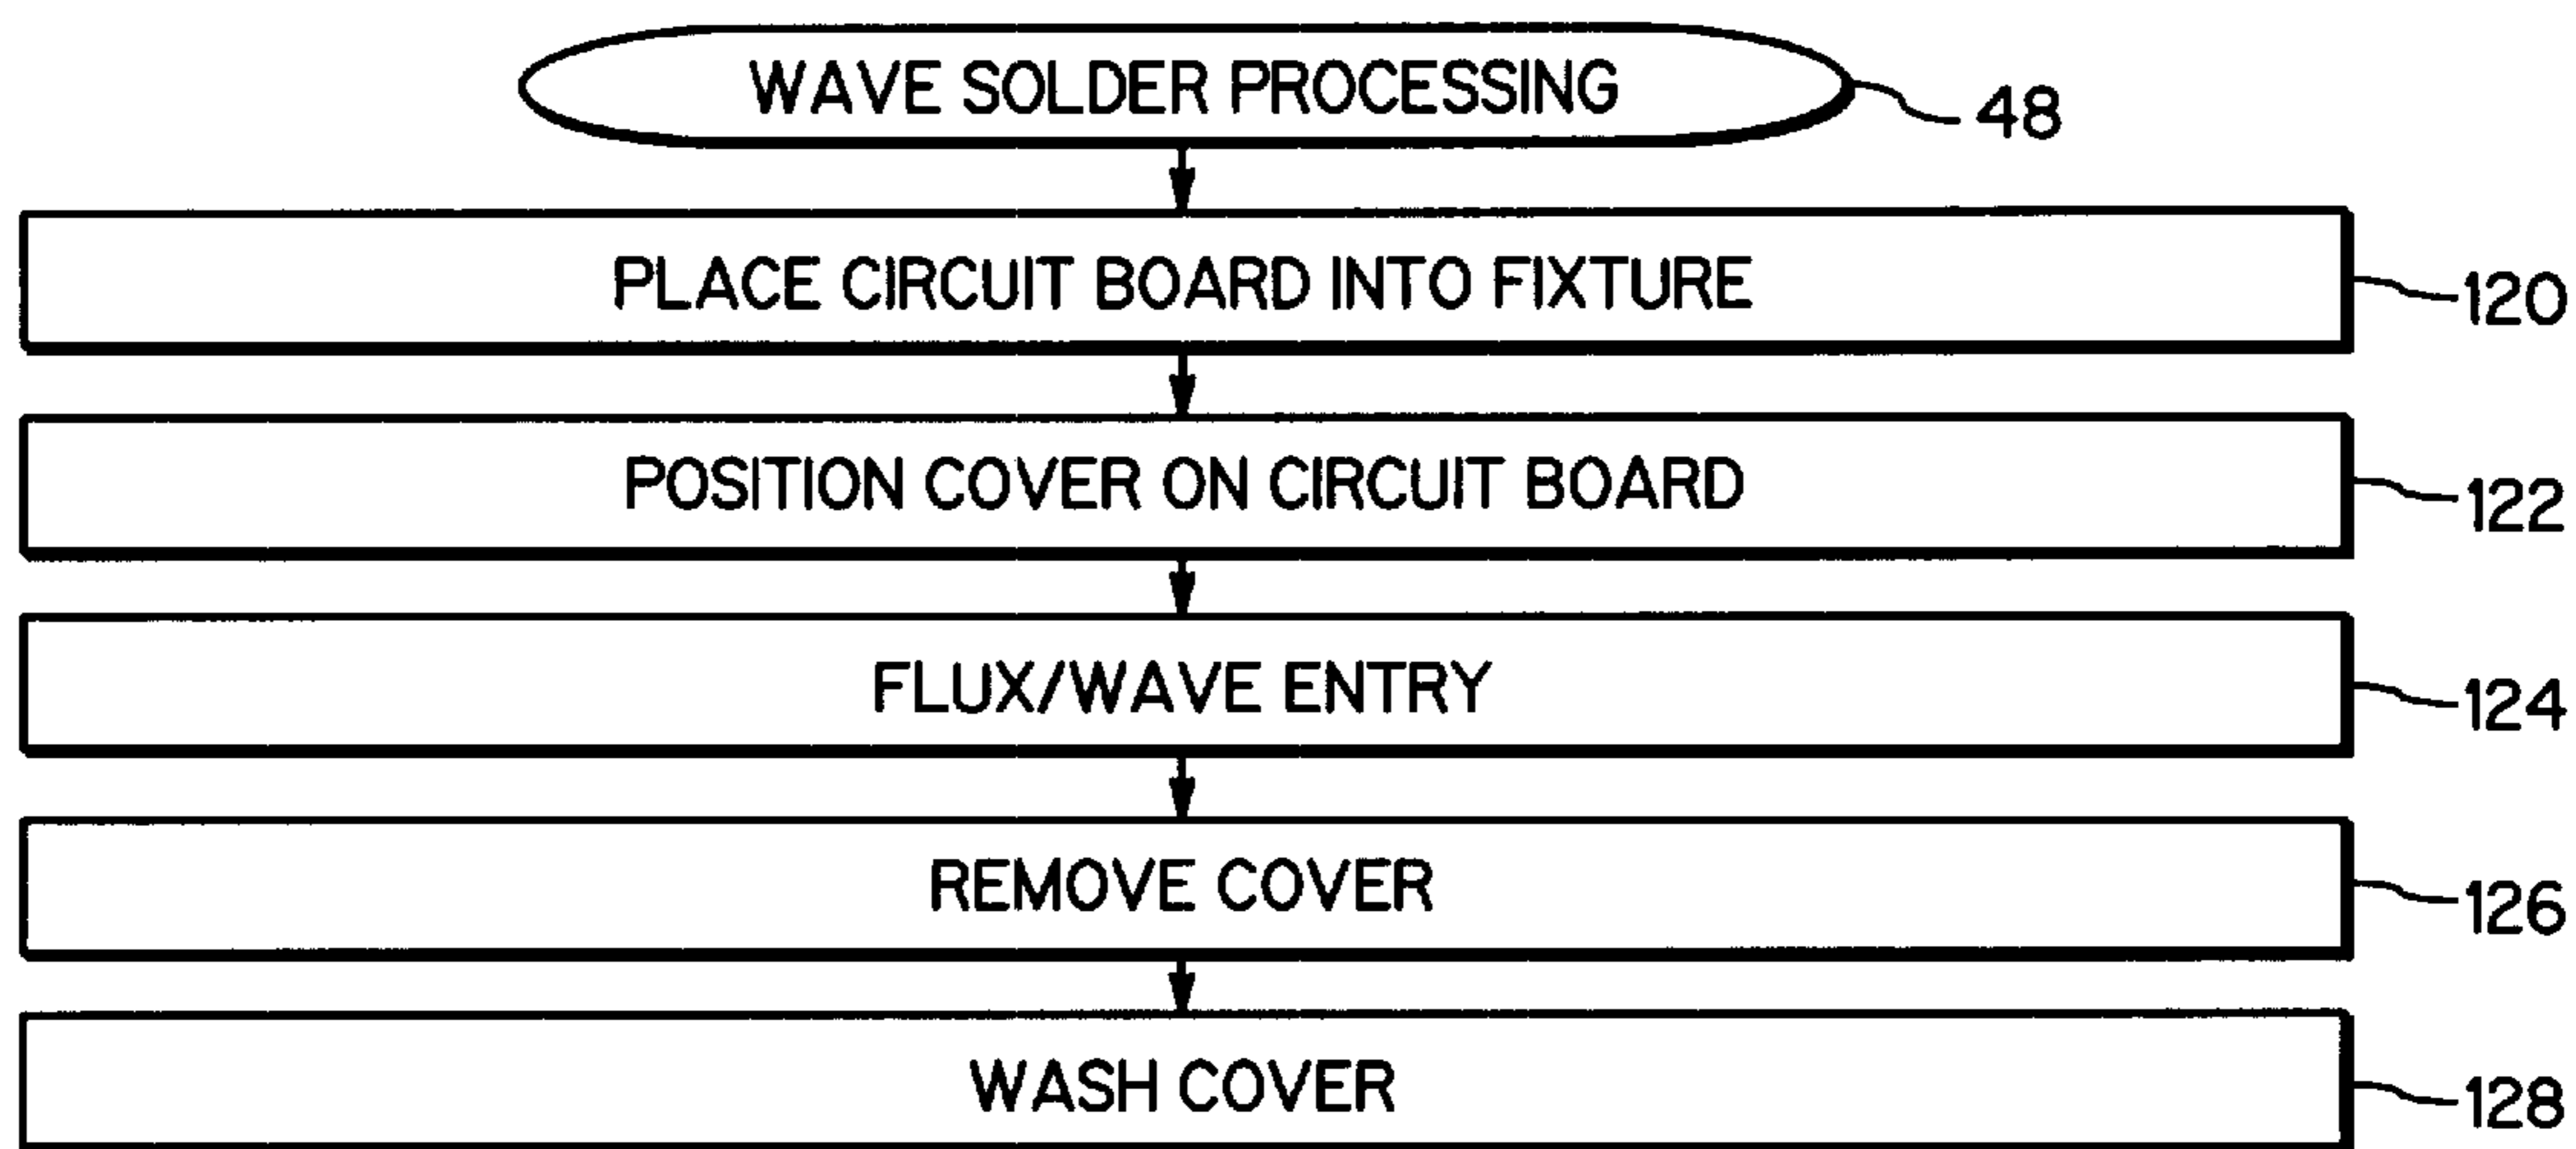 WAVE SOLDER PROCESSING
48
PLACE CIRCUIT BOARD INTO FIXTURE
120
POSITION COVER ON CIRCUIT BOARD
122
FLUX/WAVE ENTRY
124
REMOVE COVER
126
WASH COVER
128